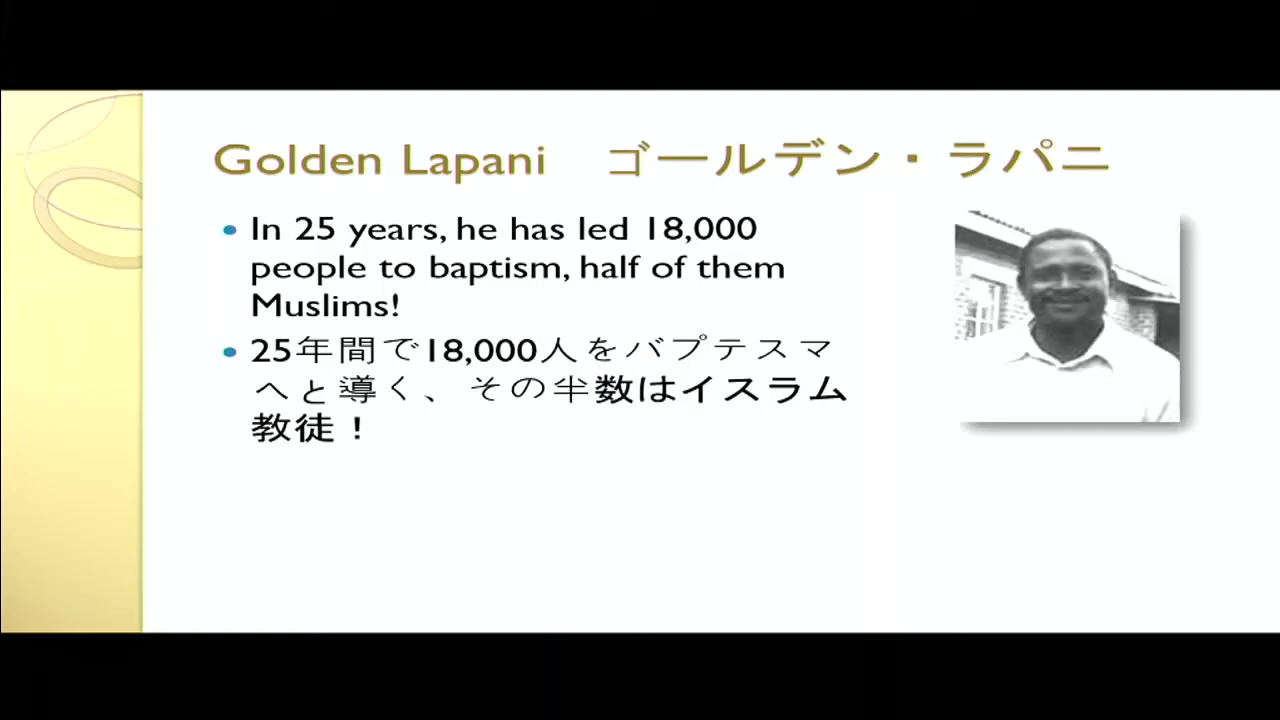 Golden Lapani　ゴールデン・ラパニ
• In 25 years, he has led 18,000
people to baptism, half of them
Muslims!
• 25年間で18,000人をバプテスマ
へと導く、その半数はイスラム
教徒！